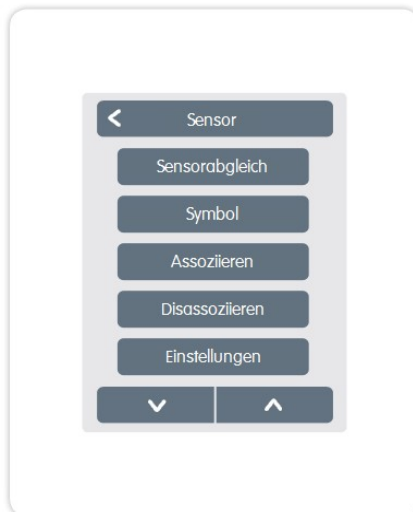 Sensor
Sensorabgleich
Symbol
Assoziieren
Disassoziieren
Einstellungen